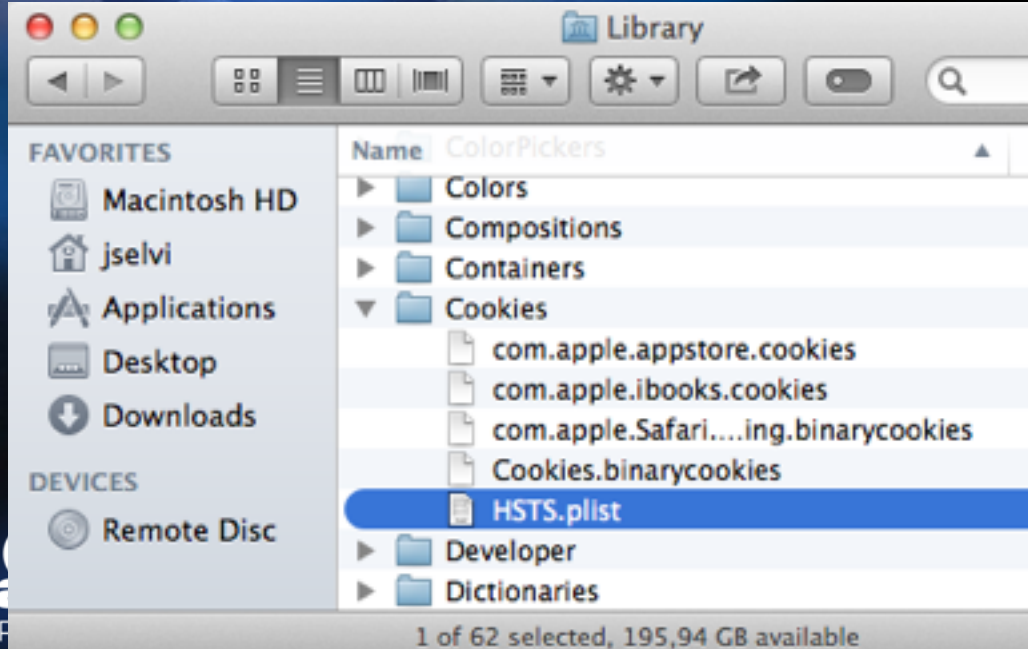 Library
FAVORITES
Macintosh HD
jselvi
Applications
Desktop
Downloads
DEVICES
Remote Disc
Name
ColorPickers
Colors
Compositions
Containers
Cookies
com.apple.appstore.cookies
com.apple.ibooks.cookies
com.apple.Safari....ing.binarycookies
Cookies.binarycookies
HSTS.plist
Developer
Dictionaries
1 of 62 selected, 195,94 GB available